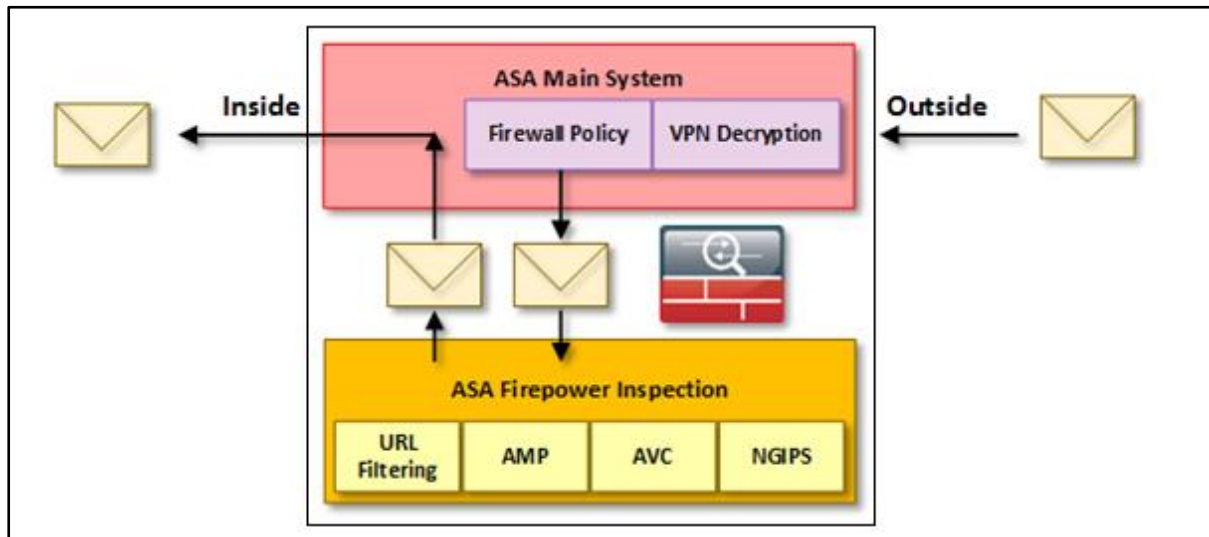 ASA Main System
Inside
Outside
Firewall Policy
VPN Decryption
ASA Firepower Inspection
URL
Filtering
AMP
AVC
NGIPS